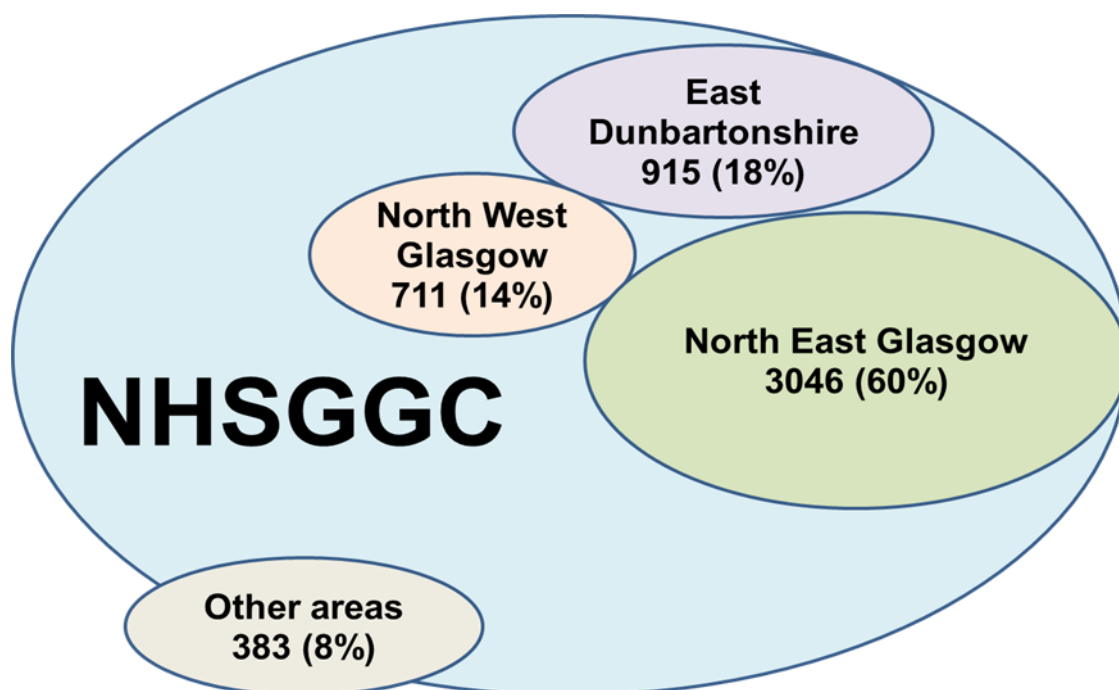 East
Dunbartonshire
915 (18%)
North West
Glasgow
711 (14%)
North East Glasgow
3046 (60%)
NHSGGC
Other areas
383 (8%)